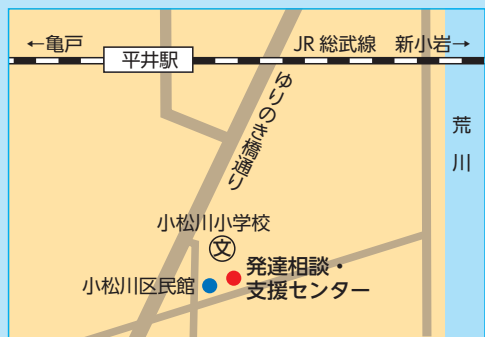 ←亀戸
JR 総武線
新小岩→
平井駅
ゆりのき橋通り
荒川
小松川小学校
文
発達相談・
支援センター
小松川区民館